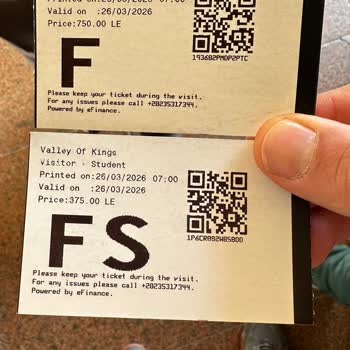 Printed on:26/03/2026 07:00
Valid on :26/03/2026
Price:750.00 LE
F
193682PMDP2PTC
Please keep your ticket during the visit.
For any issues please call +20235317344.
Powered by eFinance.
Valley Of Kings
Visitor - Student
Printed on:26/03/2026 07:00
Valid on :26/03/2026
Price:375.00 LE
FS
1P6CR892W85BOD
Please keep your ticket during the visit.
For any issues please call +20235317344.
Powered by eFinance.